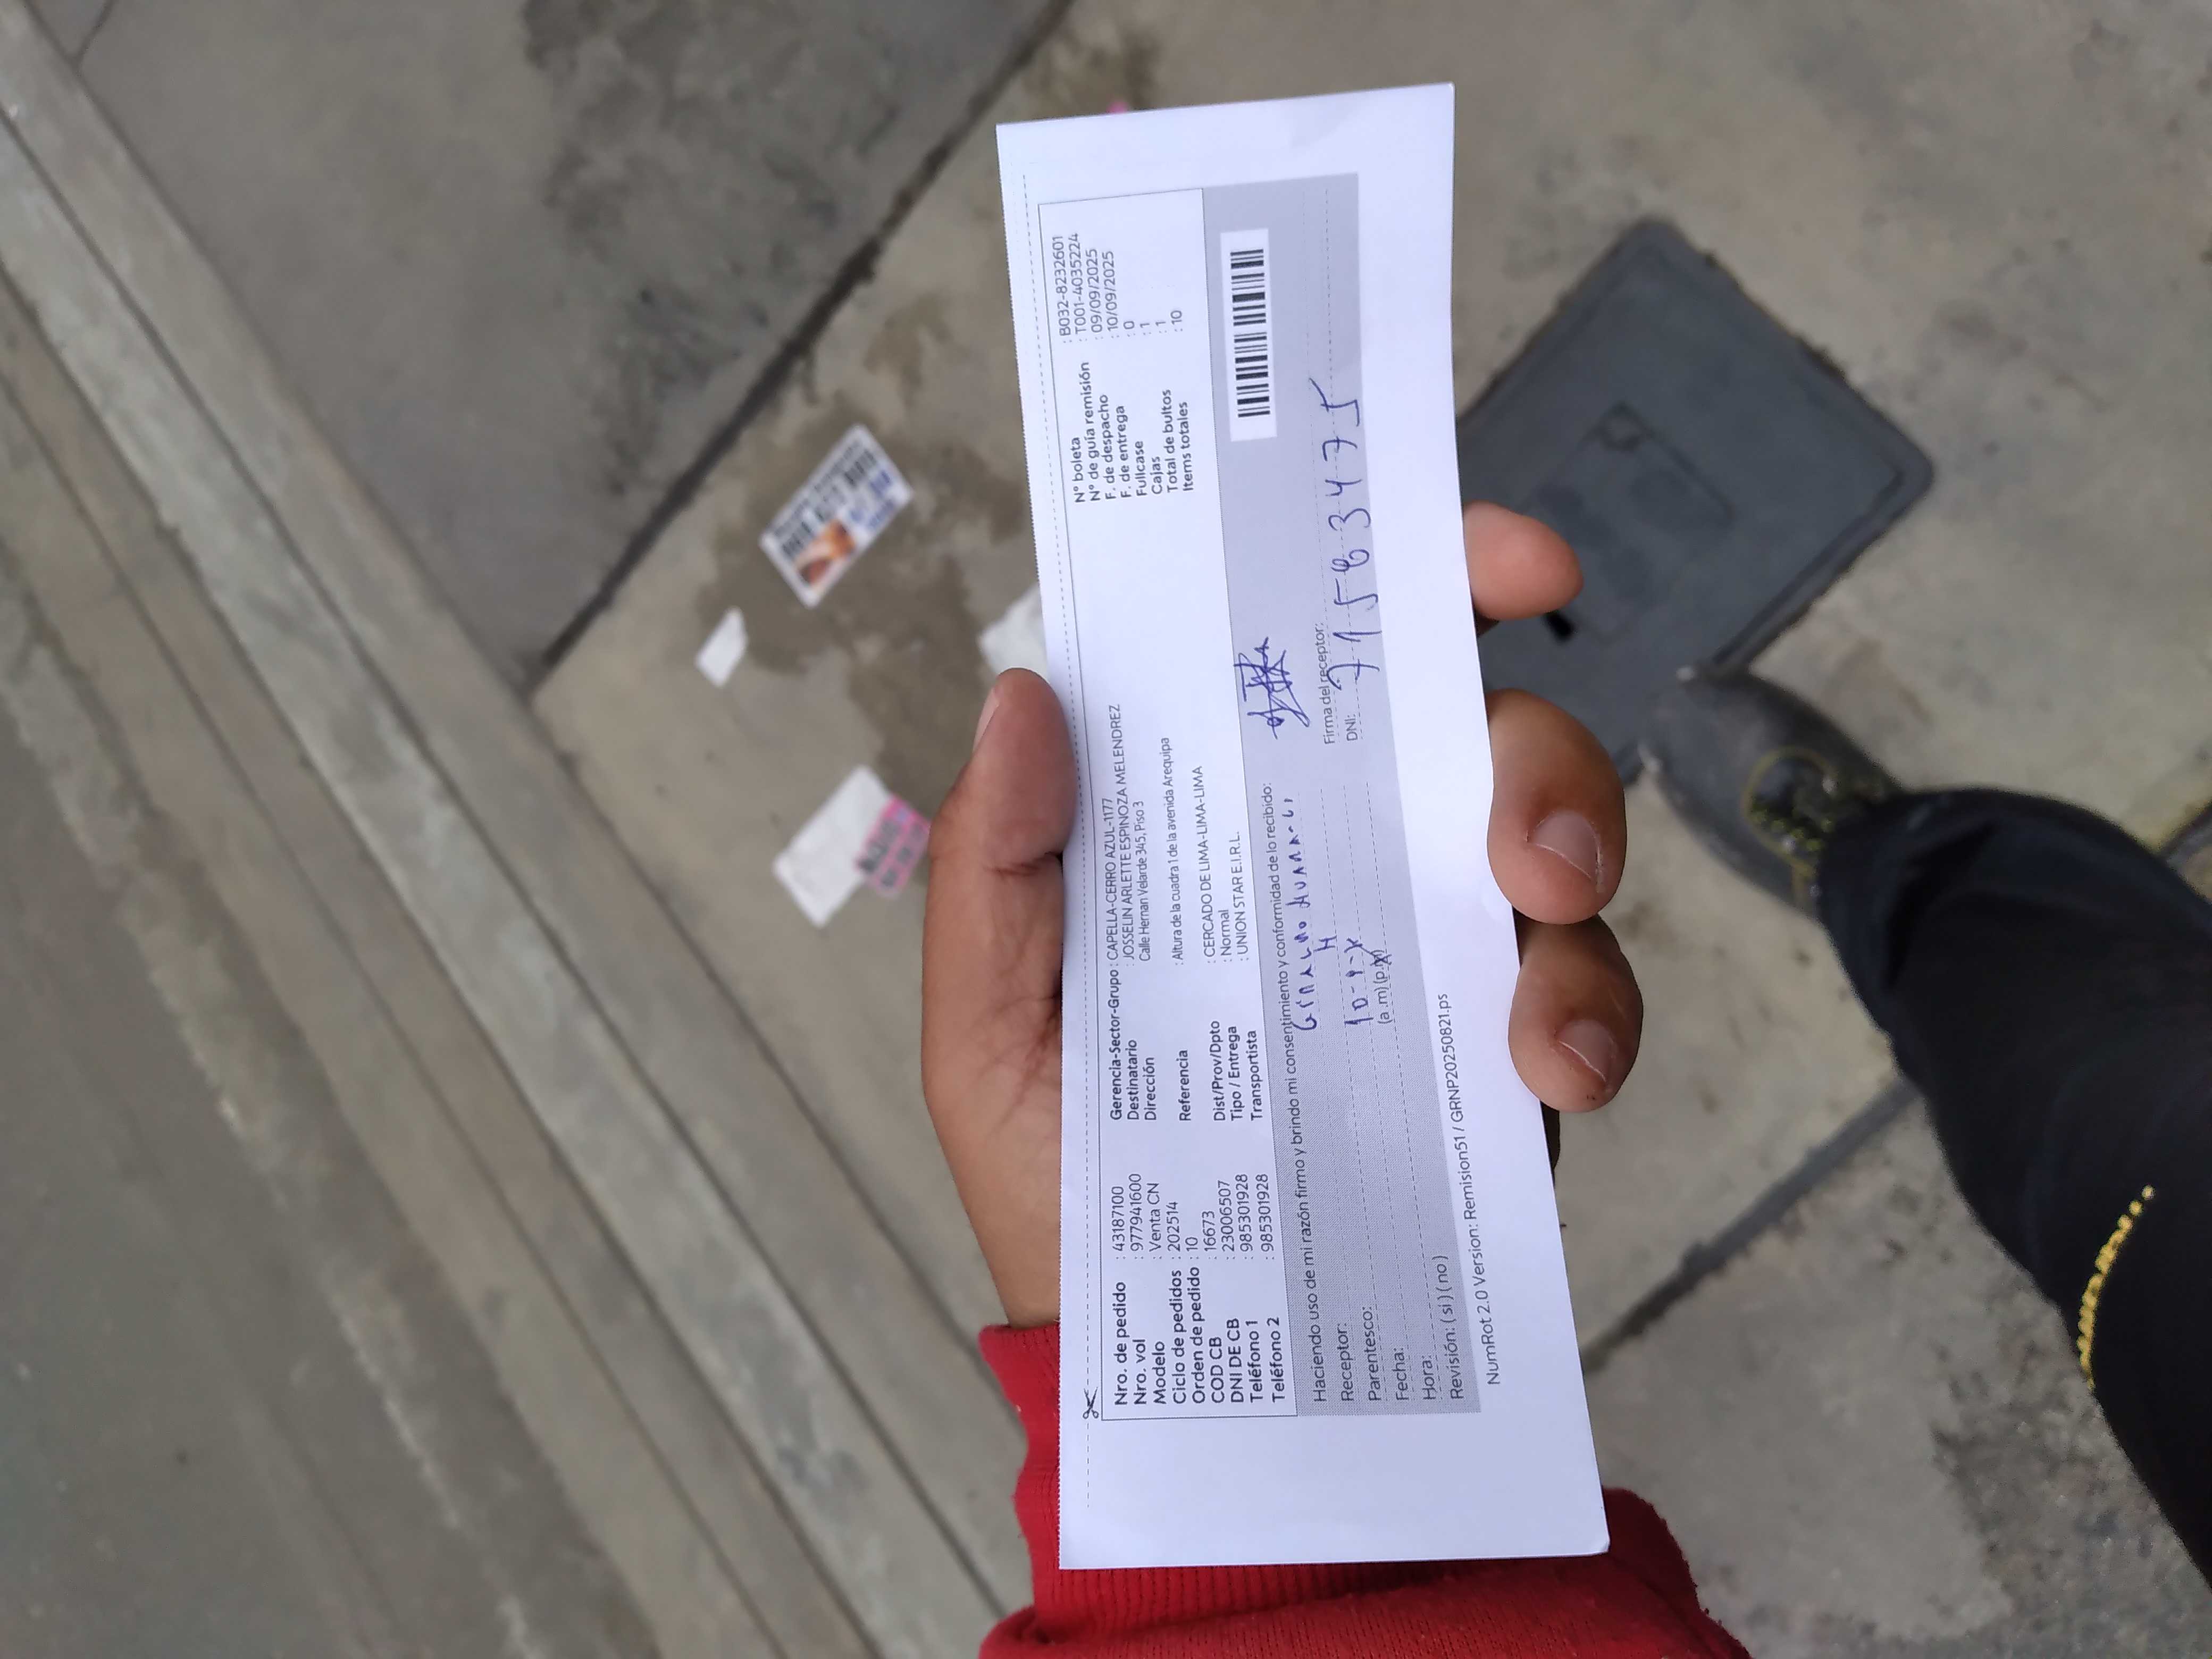 Nro. de pedido : 43187100
Nro. vol : 977941600
Modelo : Venta CN
Ciclo de pedidos : 202514
Orden de pedido : 10
COD CB : 16673
DNI DE CB : 23006507
Teléfono 1 : 985301928
Teléfono 2 : 985301928
Gerencia-Sector-Grupo : CAPELLA-CERRO AZUL-1177
Destinatario : JOSSELIN ARLETTE ESPINOZA MELENDREZ
Dirección Calle Hernan Velarde 345, Piso 3
Referencia : Altura de la cuadra 1 de la avenida Arequipa
Dist/Prov/Dpto : CERCADO DE LIMA-LIMA-LIMA
Tipo / Entrega : Normal
Transportista : UNION STAR E.I.R.L.
N° boleta : B032-8232601
N° de guía remisión : T001-4035224
F. de despacho : 09/09/2025
F. de entrega : 10/09/2025
Fullcase : 0
Cajas : 1
Total de bultos : 1
Items totales : 10
Haciendo uso de mi razón firmo y brindo mi consentimiento y conformidad de lo recibido:
Receptor:
Parentesco:
Fecha:
Hora: (a.m) (p.m)
Revisión: ( si ) ( no )
Firma del receptor:
DNI: 71563475
NumRot 2.0 Version: Remision51 / GRNP20250821.ps